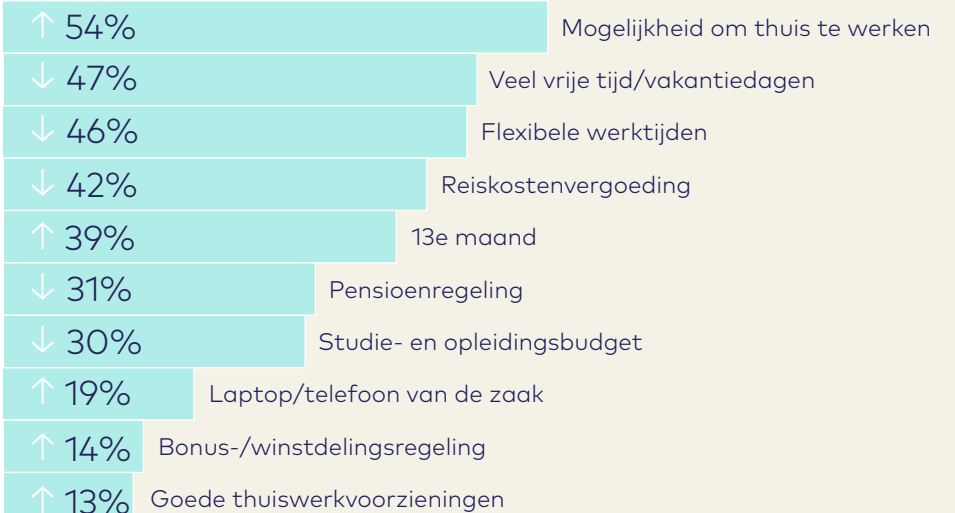 ↑ 54% Mogelijkheid om thuis te werken
↓ 47% Veel vrije tijd/vakantiedagen
↓ 46% Flexibele werktijden
↓ 42% Reiskostenvergoeding
↑ 39% 13e maand
↓ 31% Pensioenregeling
↓ 30% Studie- en opleidingsbudget
↑ 19% Laptop/telefoon van de zaak
↑ 14% Bonus-/winstdelingsregeling
↑ 13% Goede thuiswerkvoorzieningen